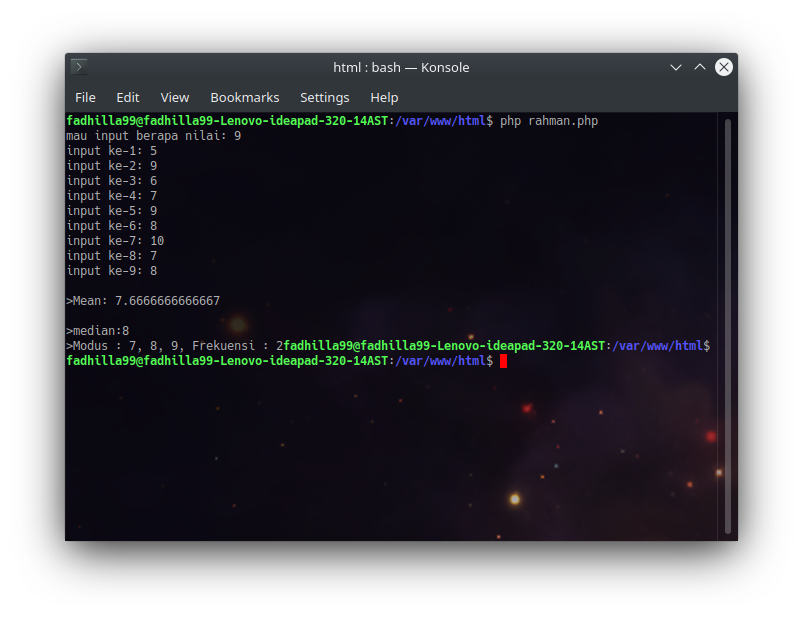 html : bash — Konsole
File Edit View Bookmarks Settings Help
fadhilla99@fadhilla99-Lenovo-ideapad-320-14AST:/var/www/html$ php rahman.php
mau input berapa nilai: 9
input ke-1: 5
input ke-2: 9
input ke-3: 6
input ke-4: 7
input ke-5: 9
input ke-6: 8
input ke-7: 10
input ke-8: 7
input ke-9: 8
>Mean: 7.6666666666667
>median:8
>Modus : 7, 8, 9, Frekuensi : 2fadhilla99@fadhilla99-Lenovo-ideapad-320-14AST:/var/www/html$
fadhilla99@fadhilla99-Lenovo-ideapad-320-14AST:/var/www/html$